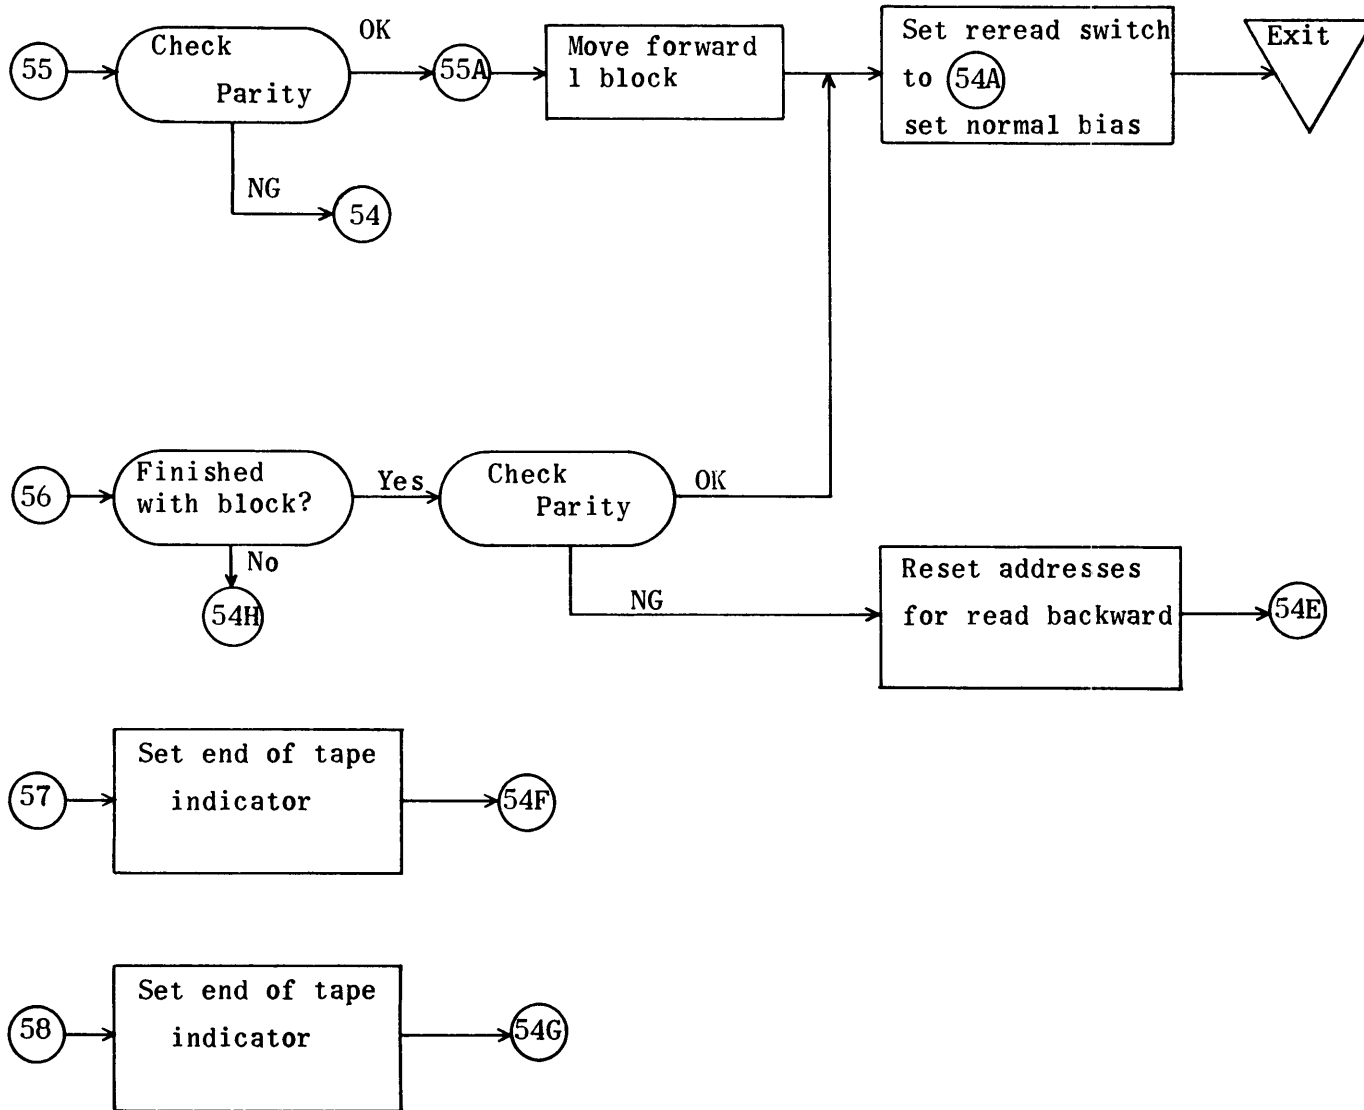 55
Check
Parity
OK
55A
Move forward
1 block
Set reread switch
to 54A
set normal bias
Exit
NG
54
56
Finished
with block?
Yes
Check
Parity
OK
No
54H
NG
Reset addresses
for read backward
54E
57
Set end of tape
indicator
54F
58
Set end of tape
indicator
54G